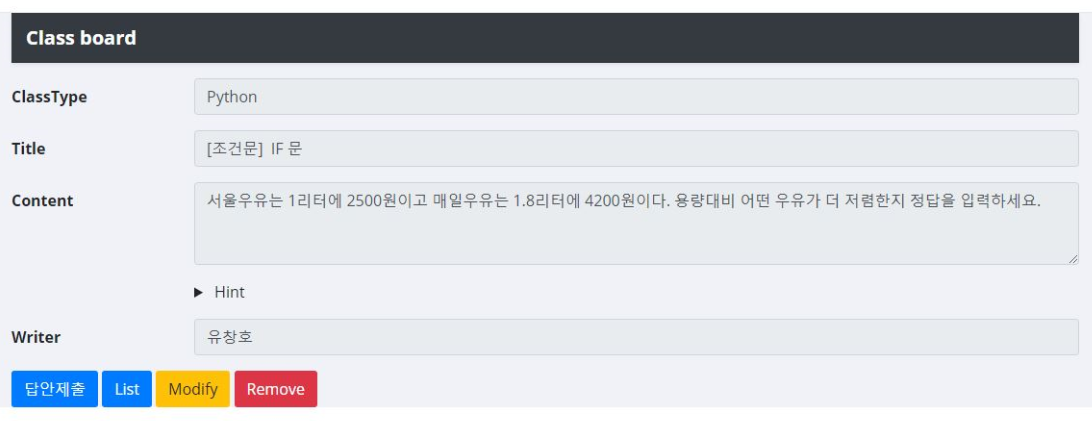 Class board
ClassType
Python
Title
[조건문] IF 문
Content
서울우유는 1리터에 2500원이고 매일우유는 1.8리터에 4200원이다. 용량대비 어떤 우유가 더 저렴한지 정답을 입력하세요.
▶ Hint
Writer
유창호
답안제출 List Modify Remove